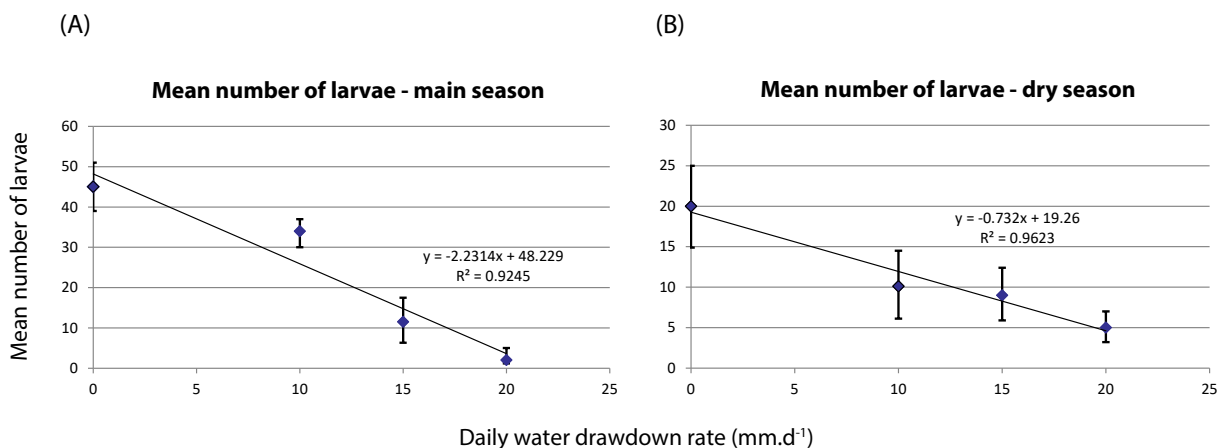 (A)
(B)
Mean number of larvae - main season
Mean number of larvae - dry season
Mean number of larvae
60
50
40
30
20
10
0
y = -2.2314x + 48.229
R² = 0.9245
0 5 10 15 20 25
30
25
20
15
10
5
0
y = -0.732x + 19.26
R² = 0.9623
0 5 10 15 20 25
Daily water drawdown rate (mm.d⁻¹)